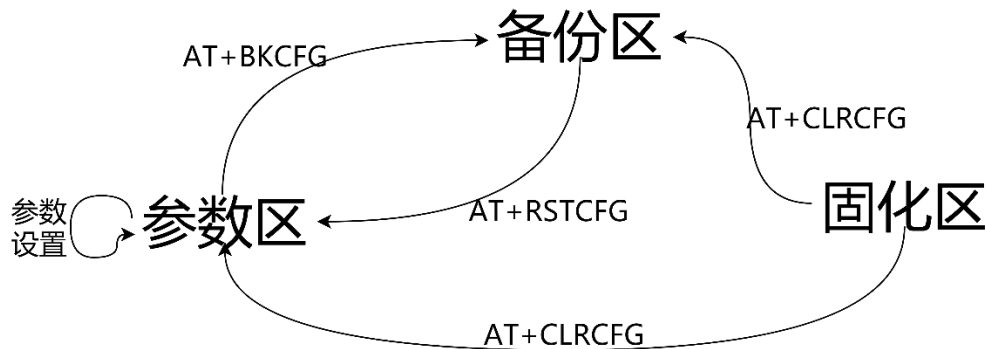 备份区
AT+BKCFG
AT+CLRCFG
参数
设置
参数区
AT+RSTCFG
固化区
AT+CLRCFG